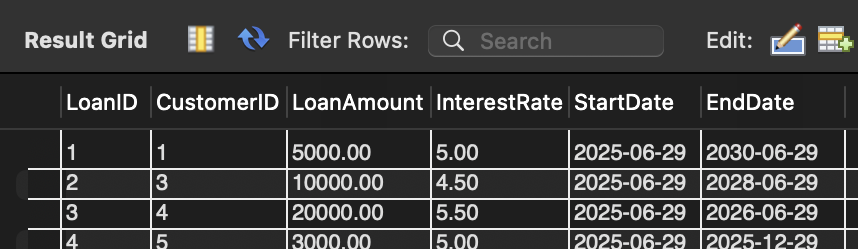 Result Grid Filter Rows: Search Edit:
LoanID CustomerID LoanAmount InterestRate StartDate EndDate
1 1 5000.00 5.00 2025-06-29 2030-06-29
2 3 10000.00 4.50 2025-06-29 2028-06-29
3 4 20000.00 5.50 2025-06-29 2026-06-29
4 5 3000.00 5.00 2025-06-29 2025-12-29